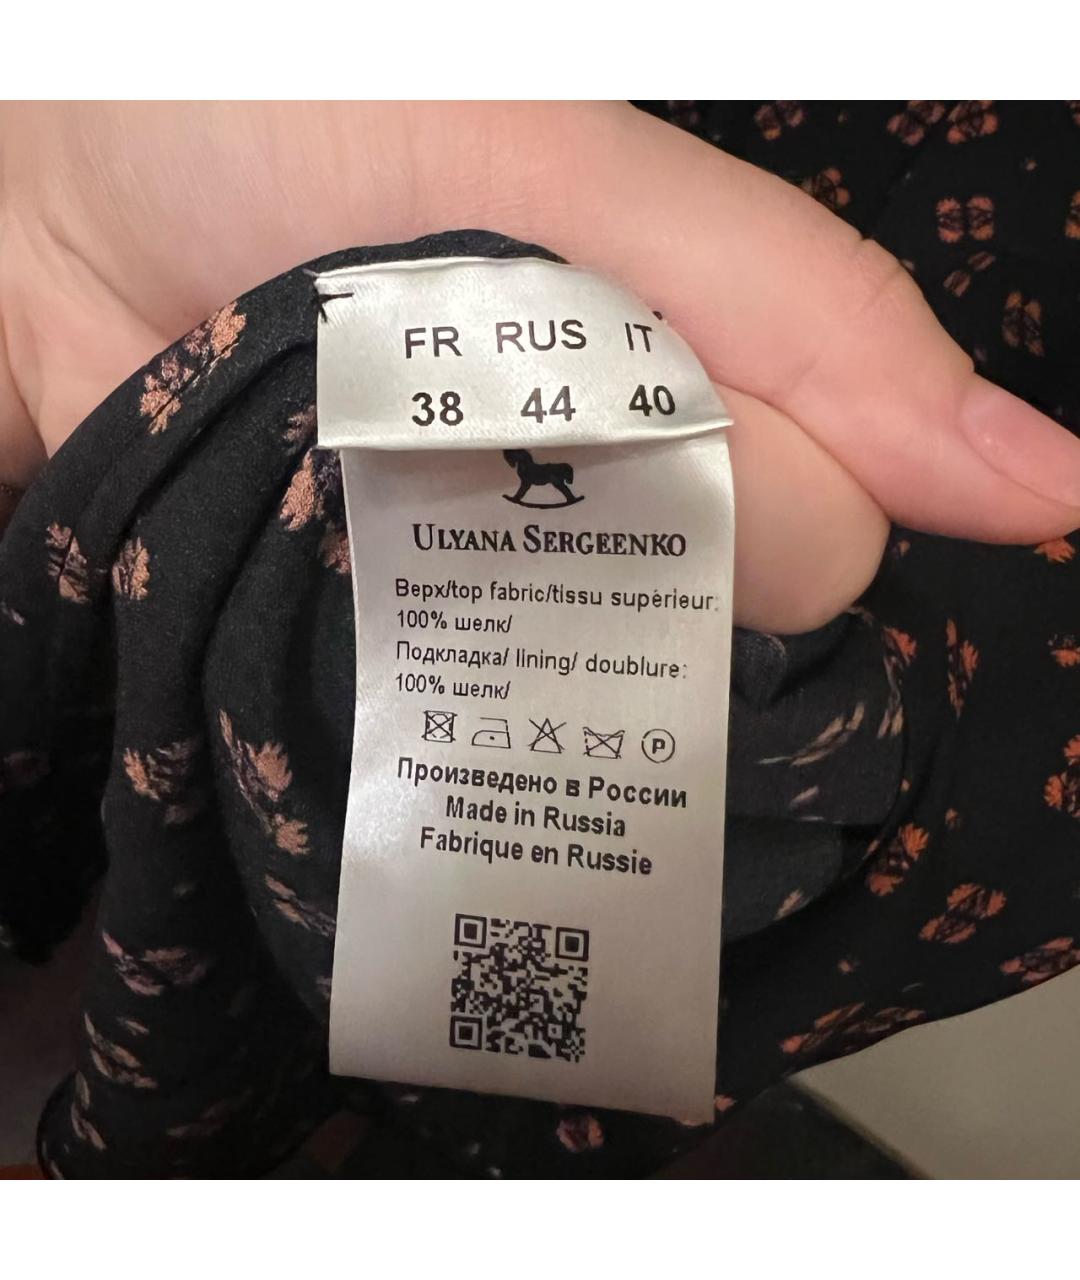 FR RUS IT
38 44 40
ULYANA SERGEENKO
Верх/top fabric/tissu supérieur:
100% шелк/
Подкладка/ lining/ doublure:
100% шелк/
P
Произведено в России
Made in Russia
Fabrique en Russie